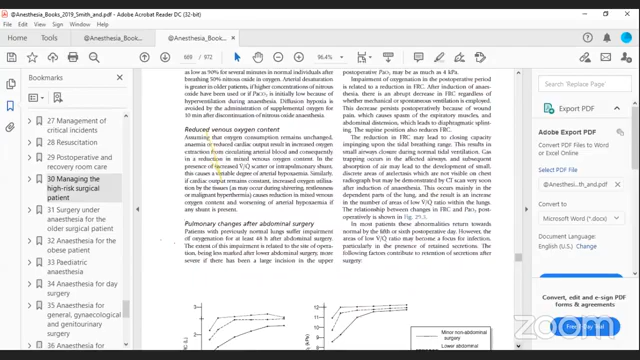 @Anesthesia_Books_2019_Smith_and.pdf - Adobe Acrobat Reader DC (32-bit)
File Edit View Sign Window Help
Home Tools @Anesthesia_Books... @Anesthesia_Books... ×
689 / 972 96.4%
Bookmarks
27 Management of
critical incidents
28 Resuscitation
29 Postoperative and
recovery room care
30 Managing the
high-risk surgical
patient
31 Surgery under
anaesthesia for the
older surgical patient
32 Anaesthesia for the
obese patient
33 Paediatric
anaesthesia
34 Anaesthesia for day
surgery
35 Anaesthesia for
general, gynaecological
and genitourinary
surgery
36 Anaesthesia for
as low as 90% for several minutes in normal individuals after
breathing 50% nitrous oxide in oxygen. Arterial desaturation
is greater in older patients, if higher concentrations of nitrous
oxide have been used or if PaCO₂ is initially low because of
hyperventilation during anaesthesia. Diffusion hypoxia is
avoided by the administration of supplemental oxygen for
10 min after discontinuation of nitrous oxide anaesthesia.
Reduced venous oxygen content
Assuming that oxygen consumption remains unchanged,
anaemia or reduced cardiac output result in increased oxygen
extraction from circulating arterial blood and consequently
in a reduction in mixed venous oxygen content. In the
presence of increased V/Q scatter or intrapulmonary shunt,
this causes a notable degree of arterial hypoxaemia. Similarly,
if cardiac output remains constant, increased oxygen utilisa-
tion by the tissues (as may occur during shivering, restlessness
or malignant hyperthermia) causes reduction in mixed venous
oxygen content and worsening of arterial hypoxaemia if
any shunt is present.
Pulmonary changes after abdominal surgery
Patients with previously normal lungs suffer impairment
of oxygenation for at least 48 h after abdominal surgery.
The extent of this impairment is related to the site of opera-
tion, being less marked after lower abdominal surgery, more
severe if there has been a large incision in the upper
postoperative PaO₂ may be as much as 4 kPa.
Impairment of oxygenation in the postoperative period
is related to a reduction in FRC. After induction of anaes-
thesia, there is an abrupt decrease in FRC regardless of
whether mechanical or spontaneous ventilation is employed.
This decrease persists postoperatively because of wound
pain, which causes spasm of the expiratory muscles, and
abdominal distension, which leads to diaphragmatic splint-
ing. The supine position also reduces FRC.
The reduction in FRC may lead to closing capacity
impinging upon the tidal breathing range. This results in
small airways closure during normal tidal ventilation. Gas
trapping occurs in the affected airways, and subsequent
absorption of air may lead to the development of small,
discrete areas of atelectasis which are not visible on chest
radiograph but may be demonstrated by CT scan very soon
after induction of anaesthesia. This occurs mainly in the
dependent parts of the lung, and the result is an increase
in the number of areas of low V/Q ratio within the lungs.
The relationship between changes in FRC and PaO₂ post-
operatively is shown in Fig. 29.3.
In most patients these abnormalities return towards
normal by the fifth or sixth postoperative day. However,
the areas of low V/Q ratio may become a focus for infection,
particularly in the presence of retained secretions. The
following factors contribute to retention of secretions after
surgery:
3
2
12
11
10
9
8
Minor non-abdominal
surgery
Lower abdominal
Search 'Replace Page'
Export PDF
Adobe Export PDF
Convert PDF Files to Word
or Excel Online
Select PDF File
@Anesthesi...th_and.pdf ×
Convert to
Microsoft Word (*.docx)
Document Language:
English (U.S.) Change
Convert, edit and e-sign PDF
forms & agreements
Free 7-Day Trial
zoom